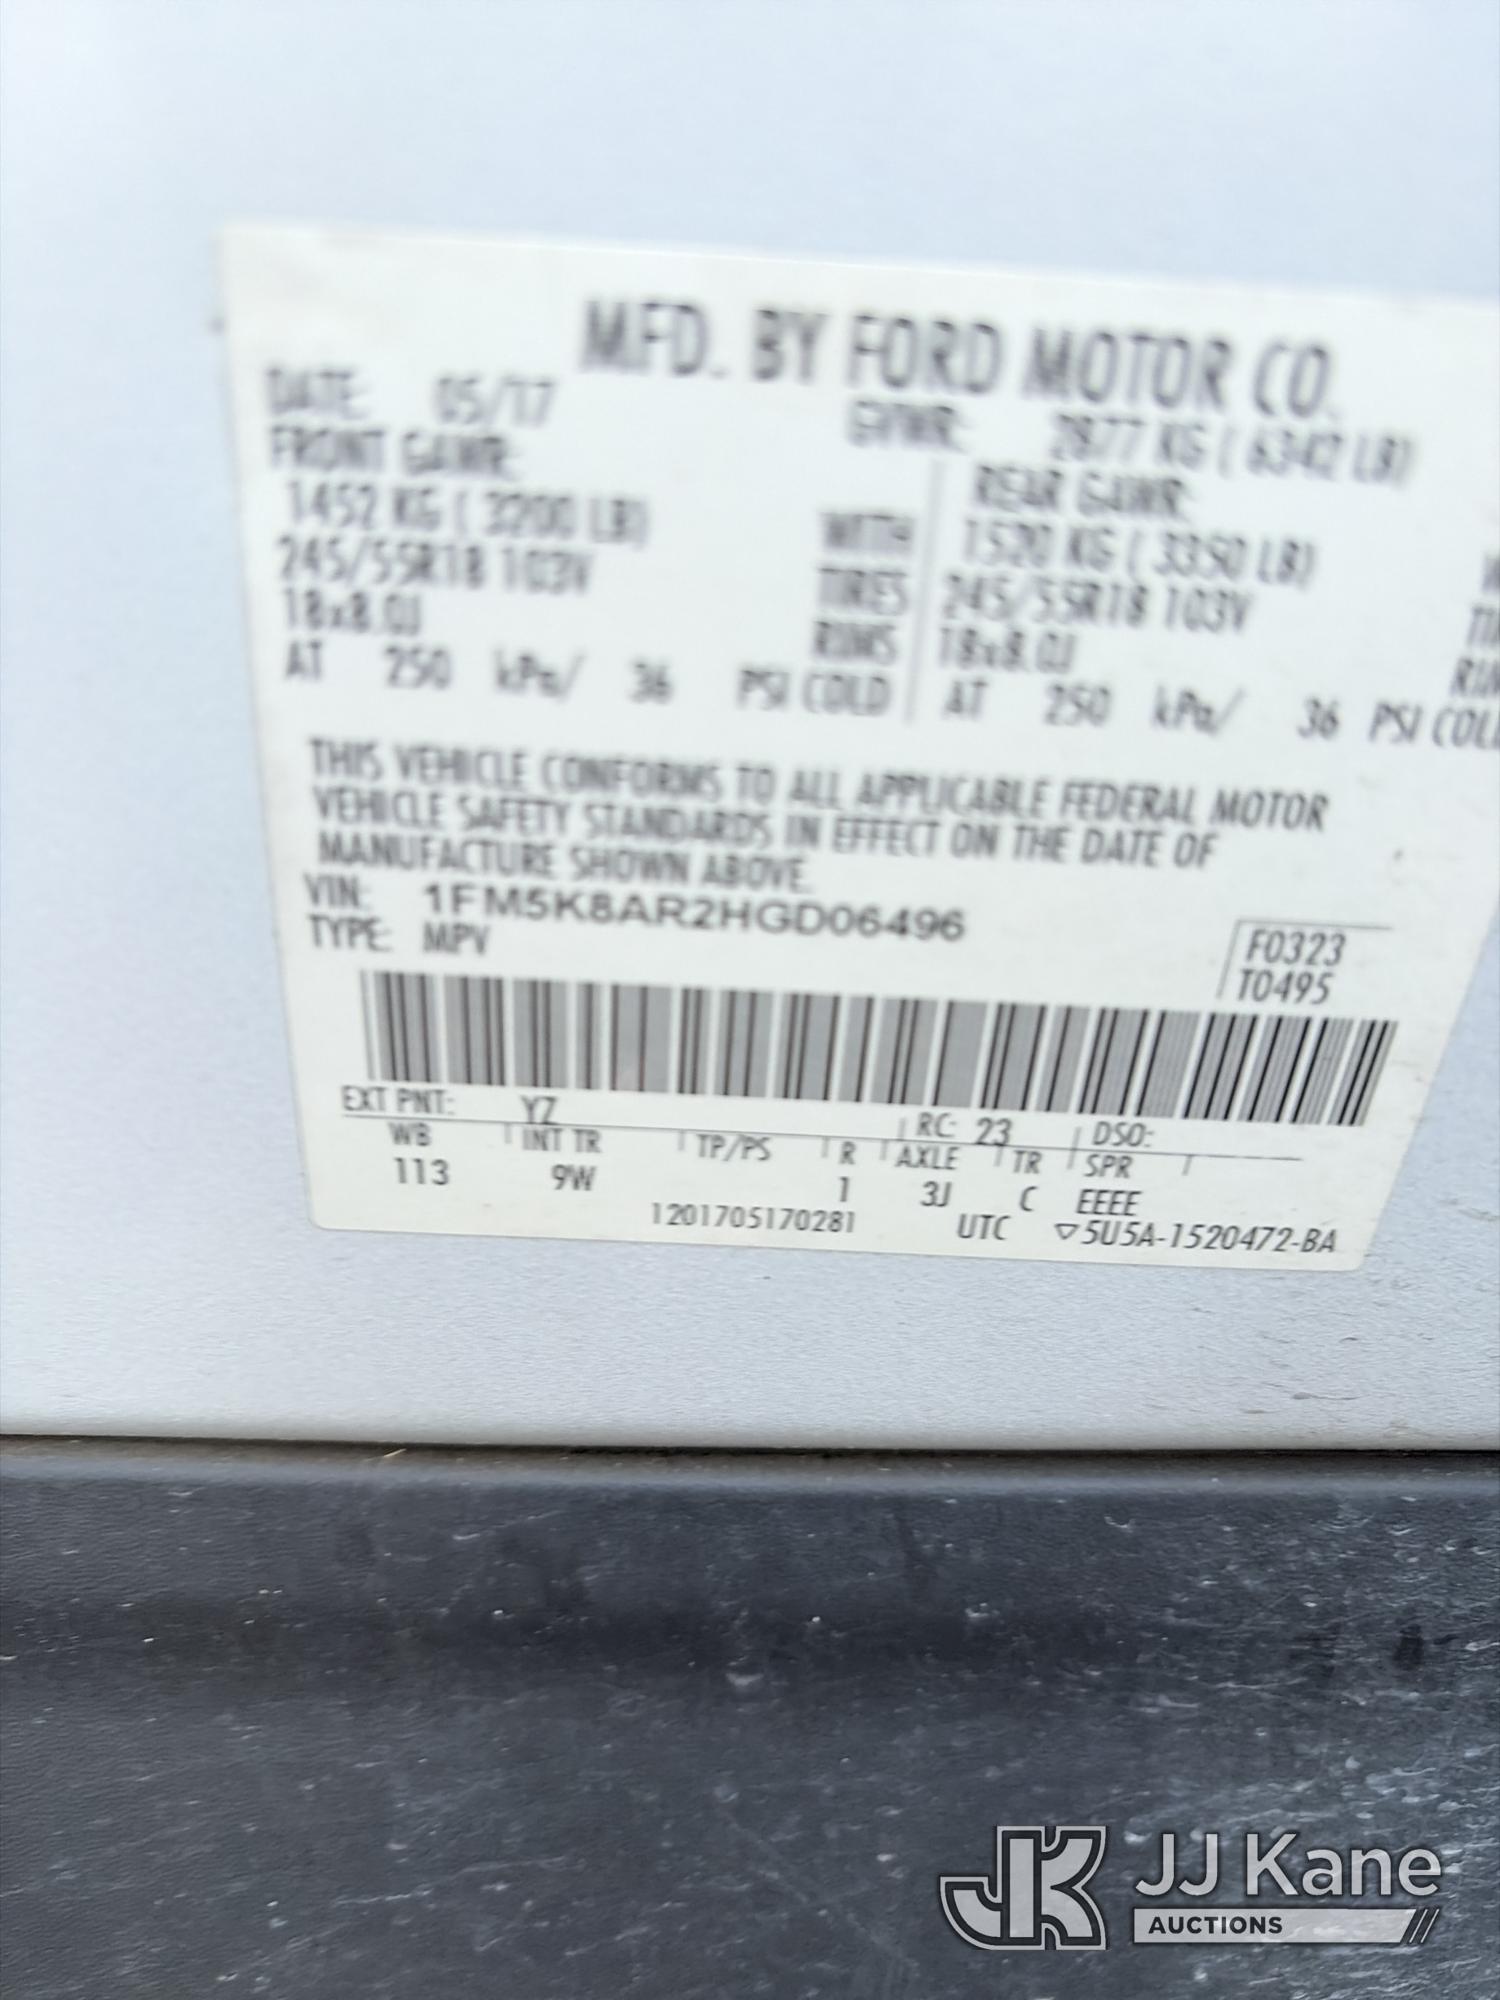 MFD. BY FORD MOTOR CO.
DATE: 05/17 GVWR: 2877 KG ( 6342 LB)
FRONT GAWR: REAR GAWR:
1452 KG ( 3200 LB) WITH 1520 KG ( 3350 LB)
245/55R18 103V TIRES 245/55R18 103V
18x8.0J RIMS 18x8.0J
AT 250 kPa/ 36 PSI COLD AT 250 kPa/ 36 PSI COLD
THIS VEHICLE CONFORMS TO ALL APPLICABLE FEDERAL MOTOR
VEHICLE SAFETY STANDARDS IN EFFECT ON THE DATE OF
MANUFACTURE SHOWN ABOVE.
VIN: 1FM5K8AR2HGD06496
TYPE: MPV
F0323
T0495
EXT PNT: YZ RC: 23 DSO:
WB INT TR TP/PS R AXLE TR SPR
113 9W 1 3J C EEEE
1201705170281 UTC ▽5U5A-1520472-BA
JK JJ Kane
AUCTIONS